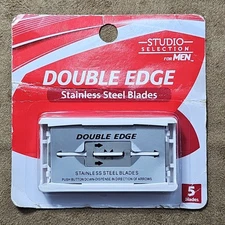 STUDIO
SELECTION
FOR MEN
DOUBLE EDGE
Stainless Steel Blades
DOUBLE EDGE
STAINLESS STEEL BLADES
PUSH BUTTON DOWN-DISPENSE IN DIRECTION OF ARROWS
5
Blades